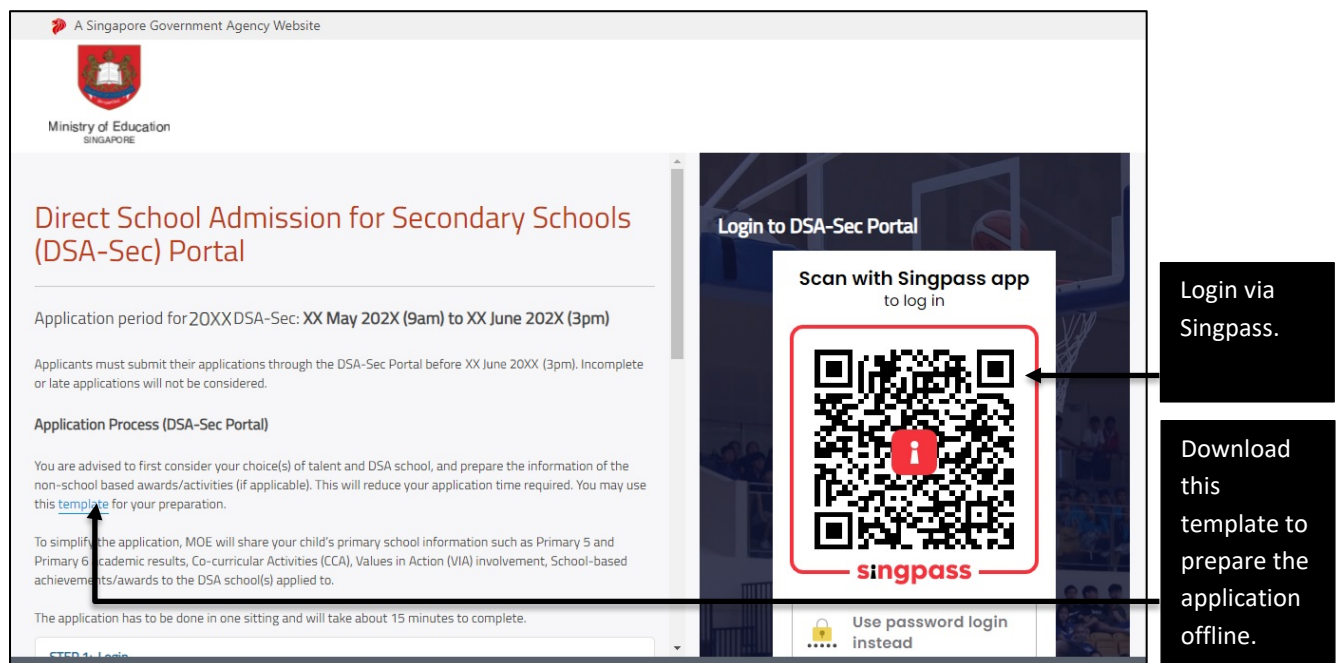 A Singapore Government Agency Website
Ministry of Education
SINGAPORE
Direct School Admission for Secondary Schools
(DSA-Sec) Portal
Application period for 20XX DSA-Sec: XX May 202X (9am) to XX June 202X (3pm)
Applicants must submit their applications through the DSA-Sec Portal before XX June 20XX (3pm). Incomplete
or late applications will not be considered.
Application Process (DSA-Sec Portal)
You are advised to first consider your choice(s) of talent and DSA school, and prepare the information of the
non-school based awards/activities (if applicable). This will reduce your application time required. You may use
this template for your preparation.
To simplify the application, MOE will share your child's primary school information such as Primary 5 and
Primary 6 academic results, Co-curricular Activities (CCA), Values in Action (VIA) involvement, School-based
achievements/awards to the DSA school(s) applied to.
The application has to be done in one sitting and will take about 15 minutes to complete.
STEP 1: Login
Login to DSA-Sec Portal
Scan with Singpass app
to log in
singpass
Use password login
instead
Login via
Singpass.
Download
this
template to
prepare the
application
offline.